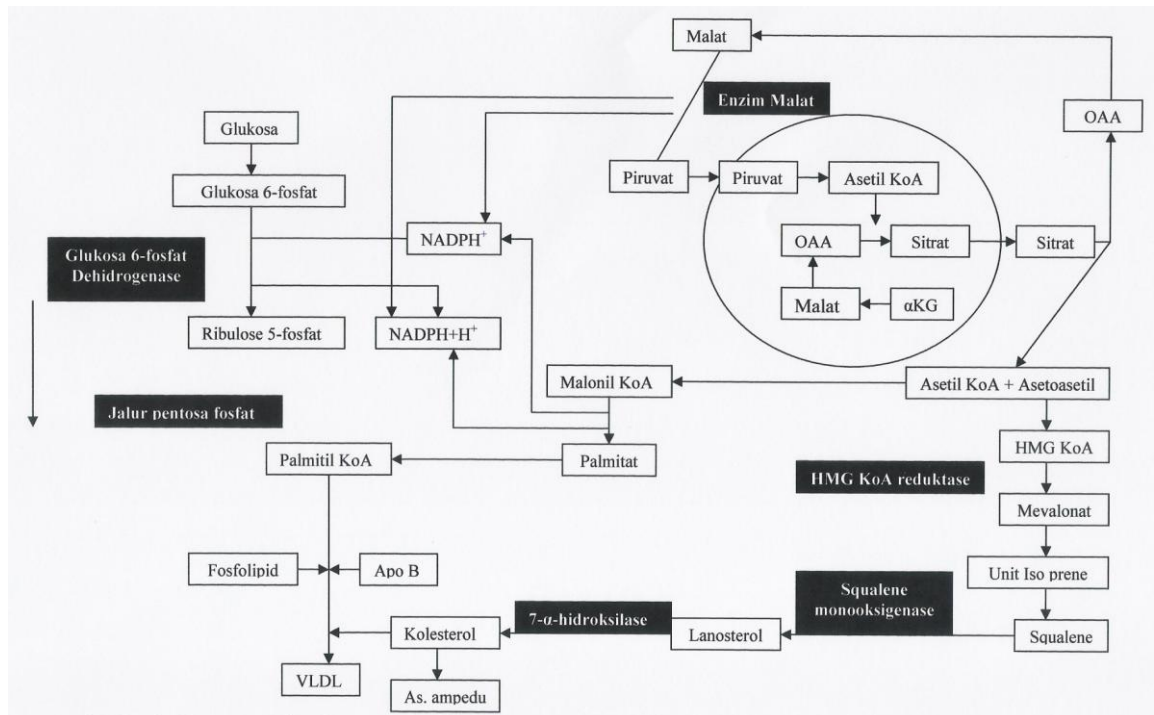 Malat
Enzim Malat
OAA
Glukosa
Piruvat
Piruvat
Asetil KoA
Glukosa 6-fosfat
NADPH⁺
OAA
Sitrat
Sitrat
Glukosa 6-fosfat
Dehidrogenase
Malat
αKG
Ribulose 5-fosfat
NADPH+H⁺
Malonil KoA
Asetil KoA + Asetoasetil
Jalur pentosa fosfat
Palmitil KoA
Palmitat
HMG KoA
HMG KoA reduktase
Mevalonat
Fosfolipid
Apo B
Unit Iso prene
Squalene
monooksigenase
7-α-hidroksilase
Kolesterol
Lanosterol
Squalene
VLDL
As. ampedu